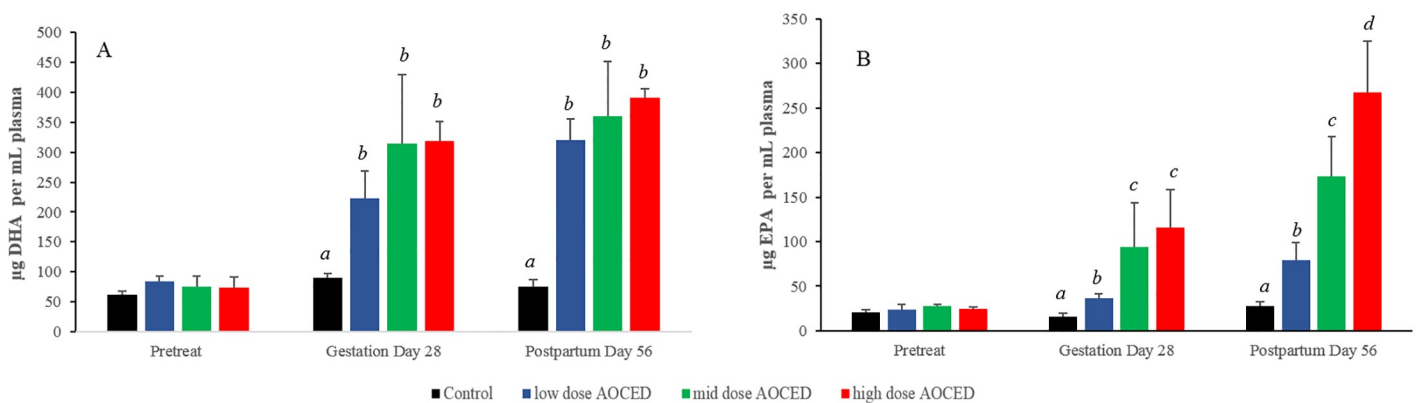 A
µg DHA per mL plasma
500
450
400
350
300
250
200
150
100
50
0
a
b
b
b
a
b
b
b
Pretreat
Gestation Day 28
Postpartum Day 56
B
µg EPA per mL plasma
350
300
250
200
150
100
50
0
a
b
c
c
a
b
c
d
Pretreat
Gestation Day 28
Postpartum Day 56
Control low dose AOCED mid dose AOCED high dose AOCED